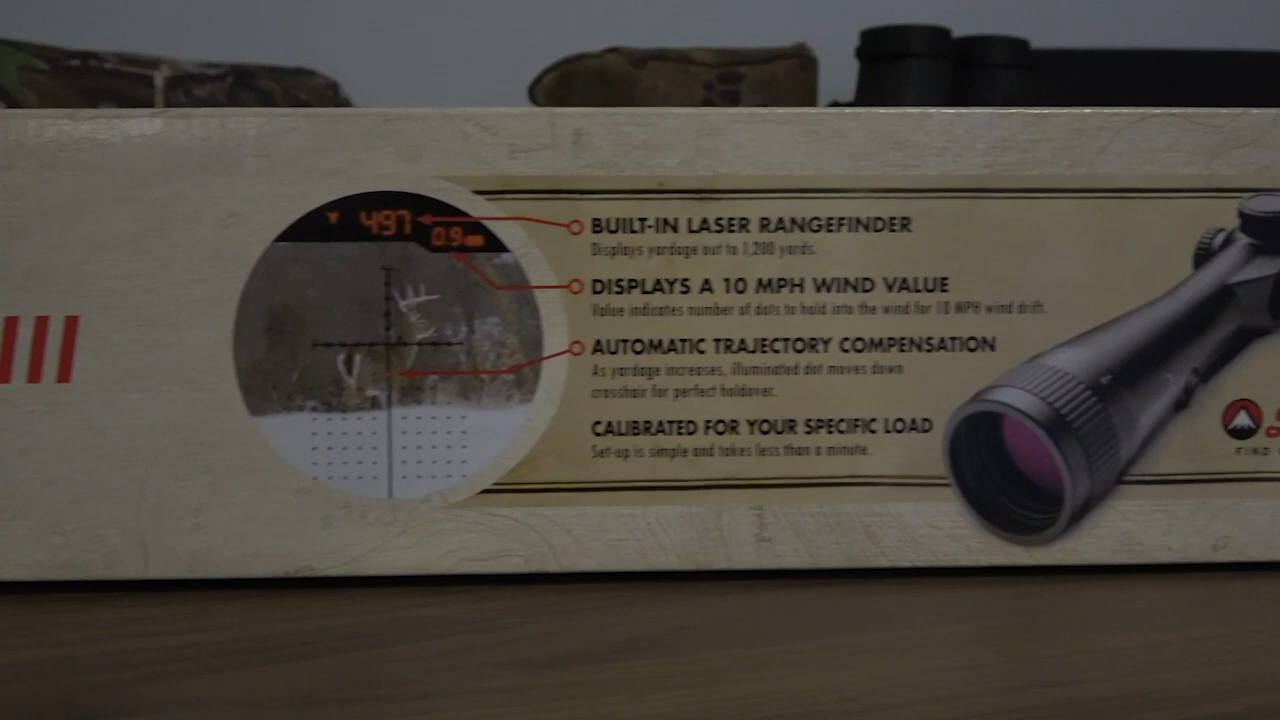 Y 497
0.9
BUILT-IN LASER RANGEFINDER
Displays yardage out to 1,200 yards.
DISPLAYS A 10 MPH WIND VALUE
Value indicates number of dots to hold into the wind for 10 MPH wind drift.
AUTOMATIC TRAJECTORY COMPENSATION
As yardage increases, illuminated dot moves down
crosshair for perfect holdover.
CALIBRATED FOR YOUR SPECIFIC LOAD
Set-up is simple and takes less than a minute.
FIND